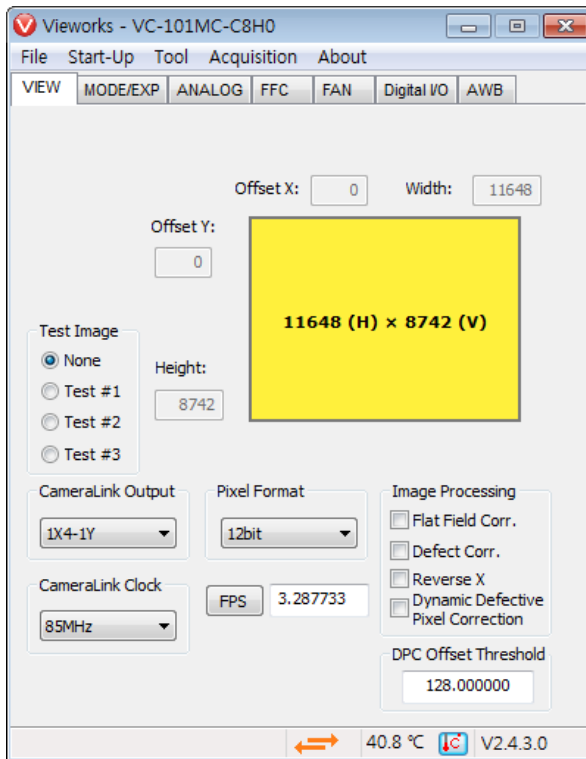 Vieworks - VC-101MC-C8H0
File Start-Up Tool Acquisition About
VIEW MODE/EXP ANALOG FFC FAN Digital I/O AWB
Offset X: 0 Width: 11648
Offset Y:
0
11648 (H) × 8742 (V)
Test Image
None
Test #1
Test #2
Test #3
Height:
8742
CameraLink Output
1X4-1Y
Pixel Format
12bit
Image Processing
Flat Field Corr.
Defect Corr.
Reverse X
Dynamic Defective
Pixel Correction
CameraLink Clock
85MHz
FPS 3.287733
DPC Offset Threshold
128.000000
40.8 ℃ C V2.4.3.0